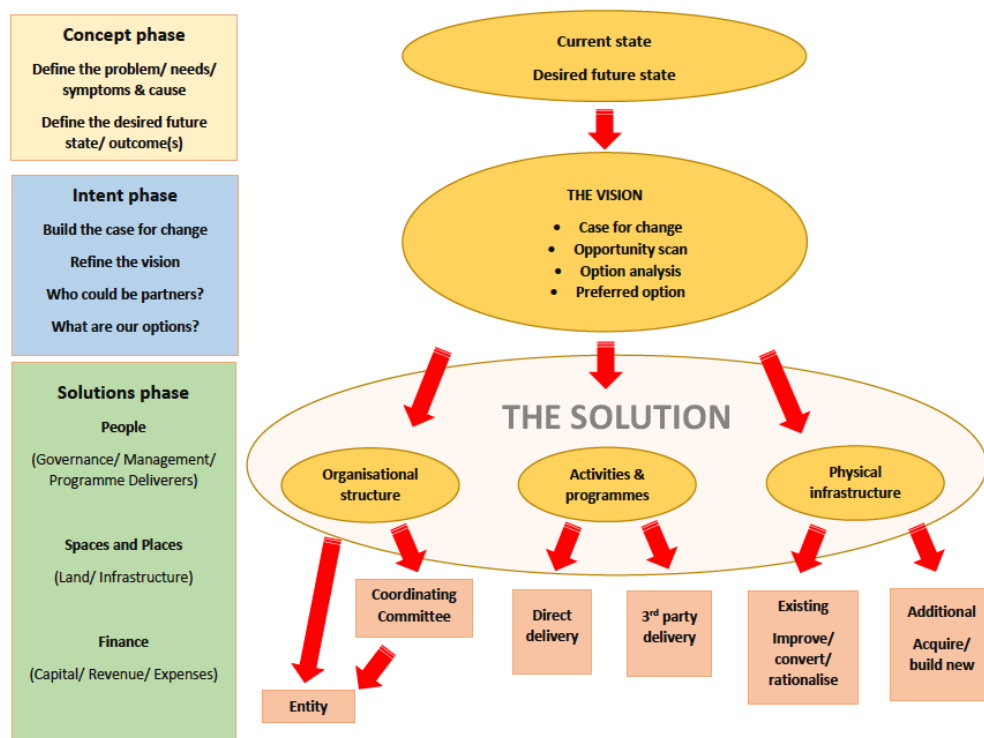 Concept phase
Define the problem/ needs/
symptoms & cause
Define the desired future
state/ outcome(s)
Current state
Desired future state
Intent phase
Build the case for change
Refine the vision
Who could be partners?
What are our options?
THE VISION
• Case for change
• Opportunity scan
• Option analysis
• Preferred option
Solutions phase
People
(Governance/ Management/
Programme Deliverers)
Spaces and Places
(Land/ Infrastructure)
Finance
(Capital/ Revenue/ Expenses)
THE SOLUTION
Organisational
structure
Activities &
programmes
Physical
infrastructure
Coordinating
Committee
Entity
Direct
delivery
3rd party
delivery
Existing
Improve/
convert/
rationalise
Additional
Acquire/
build new